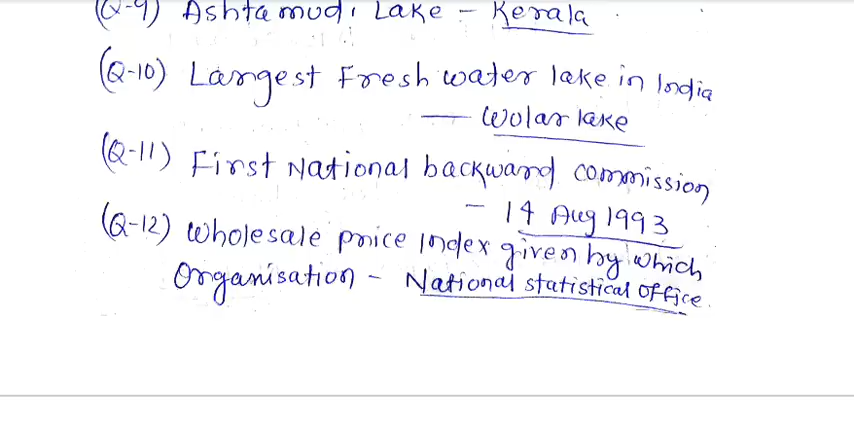 (Q-9) Ashtamudi Lake - Kerala
(Q-10) Largest Fresh water lake in India
— Wolar lake
(Q-11) First National backward commission
- 14 Aug 1993
(Q-12) Wholesale price Index given by which
Organisation - National statistical office.